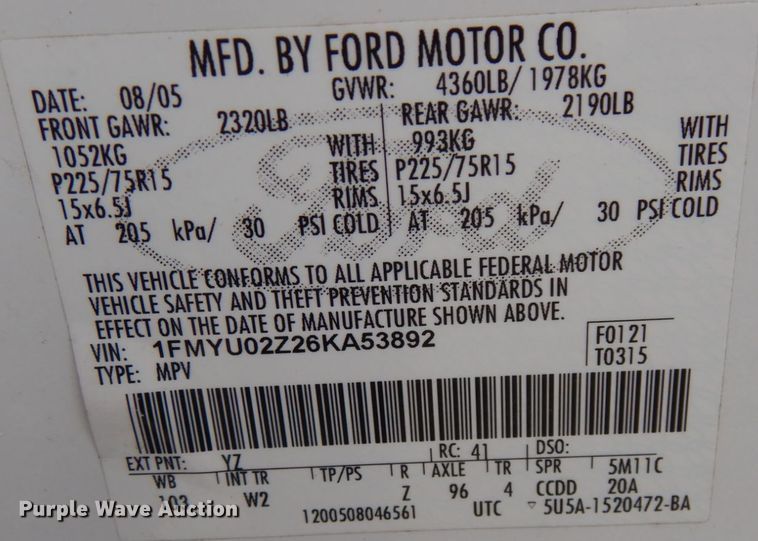 MFD. BY FORD MOTOR CO.
DATE: 08/05 GVWR: 4360LB/ 1978KG
FRONT GAWR: 2320LB REAR GAWR: 2190LB
1052KG WITH 993KG WITH
P225/75R15 TIRES P225/75R15 TIRES
15x6.5J RIMS 15x6.5J RIMS
AT 205 kPa/ 30 PSI COLD AT 205 kPa/ 30 PSI COLD
Ford
THIS VEHICLE CONFORMS TO ALL APPLICABLE FEDERAL MOTOR
VEHICLE SAFETY AND THEFT PREVENTION STANDARDS IN
EFFECT ON THE DATE OF MANUFACTURE SHOWN ABOVE.
VIN: 1FMYU02Z26KA53892 F0121
TYPE: MPV T0315
EXT PNT: YZ RC: 41 DSO:
WB INT TR TP/PS R AXLE TR SPR 5M11C
103 W2 Z 96 4 CCDD 20A
1200508046561 UTC ▽ 5U5A-1520472-BA
Purple Wave Auction